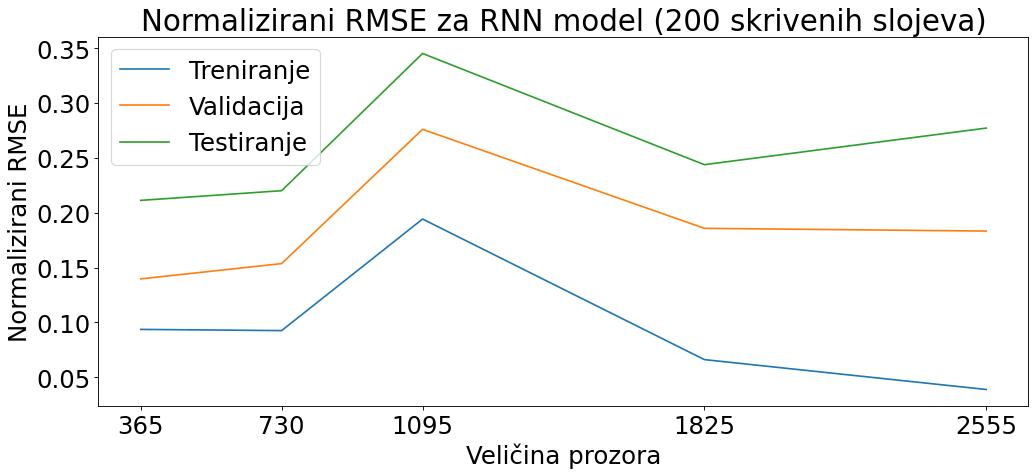 Normalizirani RMSE za RNN model (200 skrivenih slojeva)
Normalizirani RMSE
0.35
0.30
0.25
0.20
0.15
0.10
0.05
Treniranje
Validacija
Testiranje
365 730 1095 1825 2555
Veličina prozora